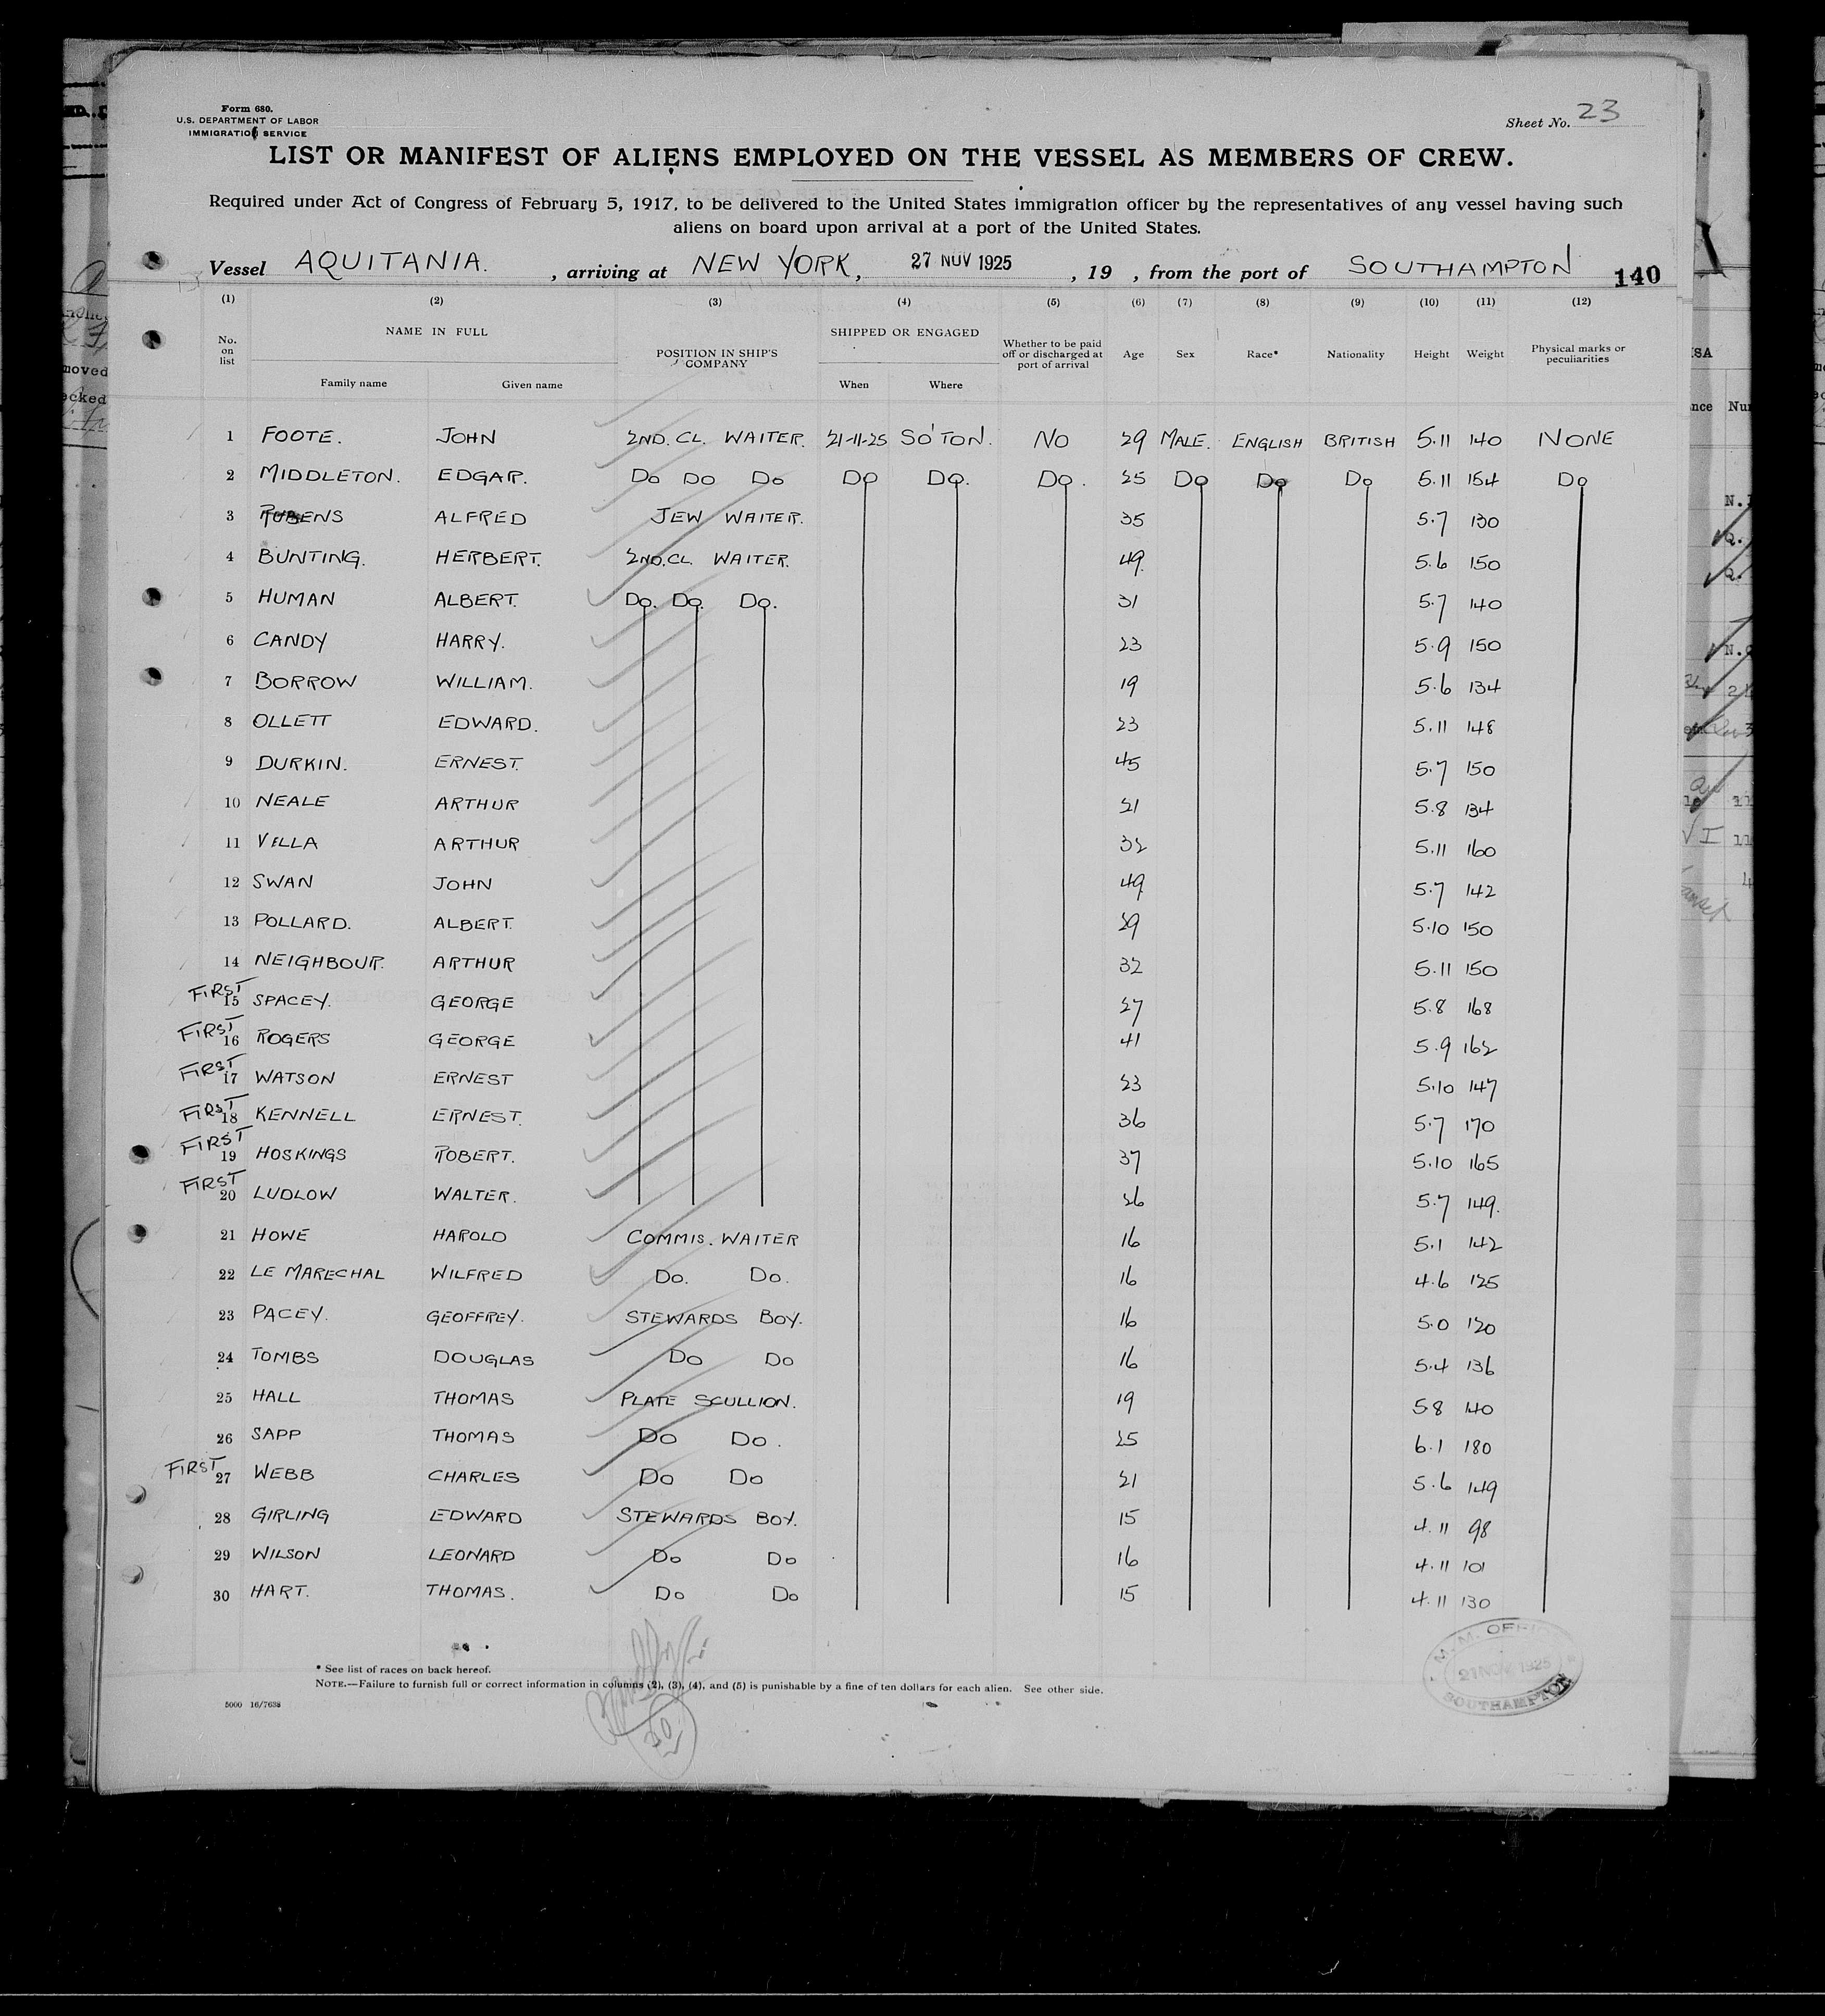 Form 680.
U.S. DEPARTMENT OF LABOR
IMMIGRATION SERVICE
Sheet No. 23
LIST OR MANIFEST OF ALIENS EMPLOYED ON THE VESSEL AS MEMBERS OF CREW.
Required under Act of Congress of February 5, 1917, to be delivered to the United States immigration officer by the representatives of any vessel having such
aliens on board upon arrival at a port of the United States.
Vessel AQUITANIA. , arriving at NEW YORK, 27 NOV 1925 , 19 , from the port of SOUTHAMPTON 140
(1) (2) (3) (4) (5) (6) (7) (8) (9) (10) (11) (12)
No. on list NAME IN FULL Family name Given name POSITION IN SHIP'S COMPANY SHIPPED OR ENGAGED When Where Whether to be paid off or discharged at port of arrival Age Sex Race* Nationality Height Weight Physical marks or peculiarities
1 FOOTE. JOHN 2ND. CL. WAITER. 21-11-25 SO'TON. NO 29 MALE. ENGLISH BRITISH 5.11 140 NONE
2 MIDDLETON. EDGAR. Do Do Do Do Do. Do. 25 Do Do Do 5.11 154 Do
3 RUBENS ALFRED JEW WAITER. 35 5.7 130
4 BUNTING. HERBERT. 2ND.CL WAITER. 49. 5.6 150
5 HUMAN ALBERT. Do. Do. Do. 31 5.7 140
6 CANDY HARRY. 23 5.9 150
7 BORROW WILLIAM. 19 5.6 134
8 OLLETT EDWARD. 23 5.11 148
9 DURKIN. ERNEST. 45 5.7 150
10 NEALE ARTHUR 21 5.8 134
11 VELLA ARTHUR 32 5.11 160
12 SWAN JOHN 49 5.7 142
13 POLLARD. ALBERT. 29 5.10 150
14 NEIGHBOUR. ARTHUR 32 5.11 150
FIRST 15 SPACEY. GEORGE 27 5.8 168
FIRST 16 ROGERS GEORGE 41 5.9 162
FIRST 17 WATSON ERNEST 23 5.10 147
FIRST 18 KENNELL ERNEST. 36 5.7 170
FIRST 19 HOSKINGS ROBERT. 37 5.10 165
FIRST 20 LUDLOW WALTER. 26 5.7 149.
21 HOWE HAROLD COMMIS. WAITER 16 5.1 142
22 LE MARECHAL WILFRED Do. Do. 16 4.6 125
23 PACEY. GEOFFREY. STEWARDS BOY. 16 5.0 120
24 TOMBS DOUGLAS Do Do 16 5.4 136
25 HALL THOMAS PLATE SCULLION. 19 5 8 140
26 SAPP THOMAS Do Do. 25 6.1 180
FIRST 27 WEBB CHARLES Do Do 21 5.6 149
28 GIRLING EDWARD STEWARDS BOY. 15 4.11 98
29 WILSON LEONARD Do Do 16 4.11 101
30 HART. THOMAS. Do Do 15 4.11 130
* See list of races on back hereof.
NOTE.—Failure to furnish full or correct information in columns (2), (3), (4), and (5) is punishable by a fine of ten dollars for each alien. See other side.
5000 16/7638
M.M. OFFICE
21 NOV 1925
SOUTHAMPTON